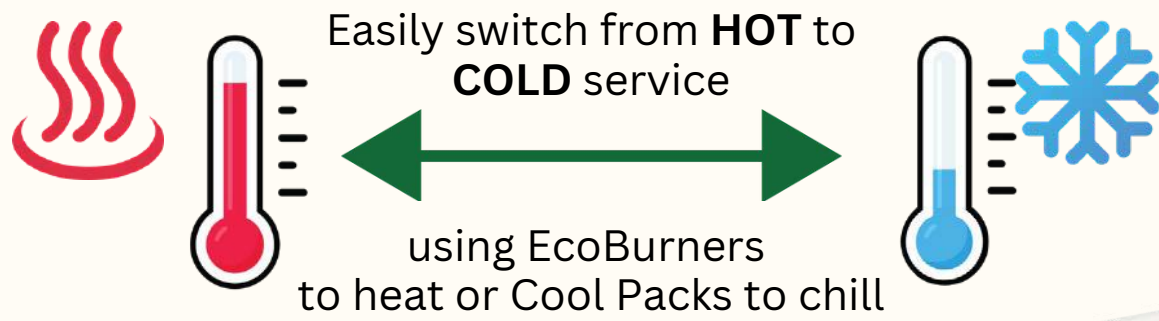 Easily switch from HOT to
COLD service
using EcoBurners
to heat or Cool Packs to chill